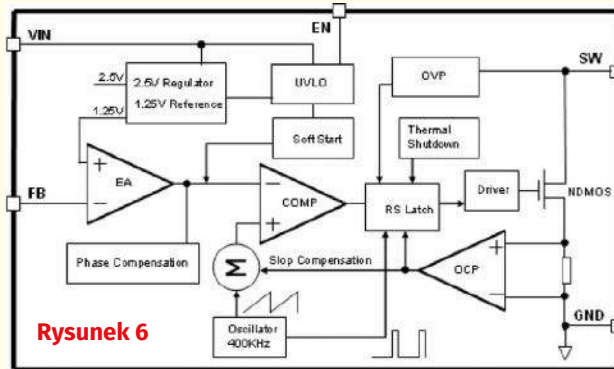 EN
VIN
SW
2.5V
2.5V Regulator
1.25V Reference
1.25V
UVLO
OVP
Soft Start
Thermal
Shutdown
+
EA
−
FB
−
COMP
+
RS Latch
Driver
NDMOS
Phase Compensation
Σ
Slop Compensation
+
OCP
−
Oscillator
400KHz
GND
Rysunek 6